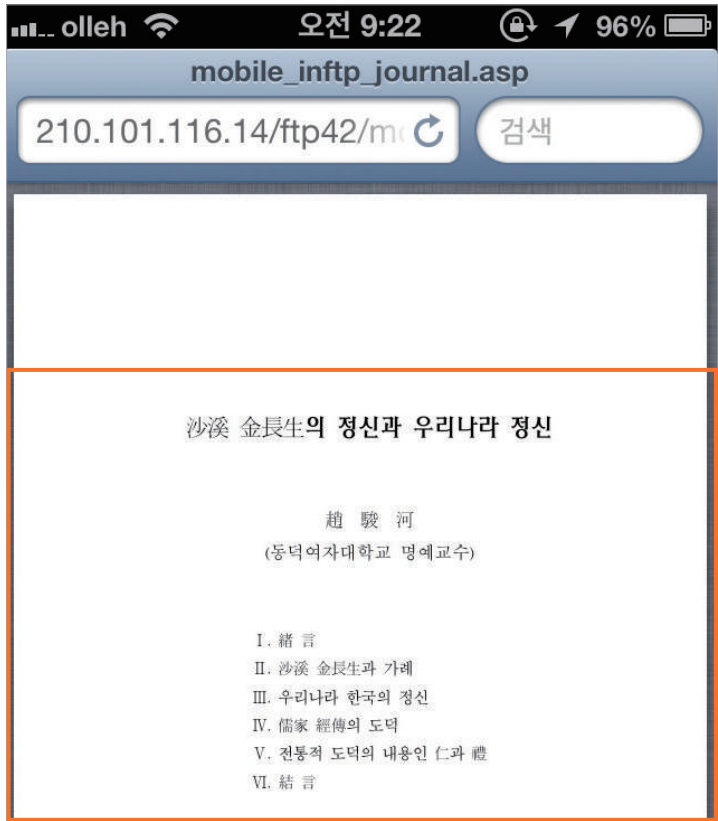 olleh 오전 9:22 96%
mobile_inftp_journal.asp
210.101.116.14/ftp42/mo 검색
沙溪 金長生의 정신과 우리나라 정신
趙 駿 河
(동덕여자대학교 명예교수)
Ⅰ. 緖 言
Ⅱ. 沙溪 金長生과 가례
Ⅲ. 우리나라 한국의 정신
Ⅳ. 儒家 經傳의 도덕
Ⅴ. 전통적 도덕의 내용인 仁과 禮
Ⅵ. 結 言